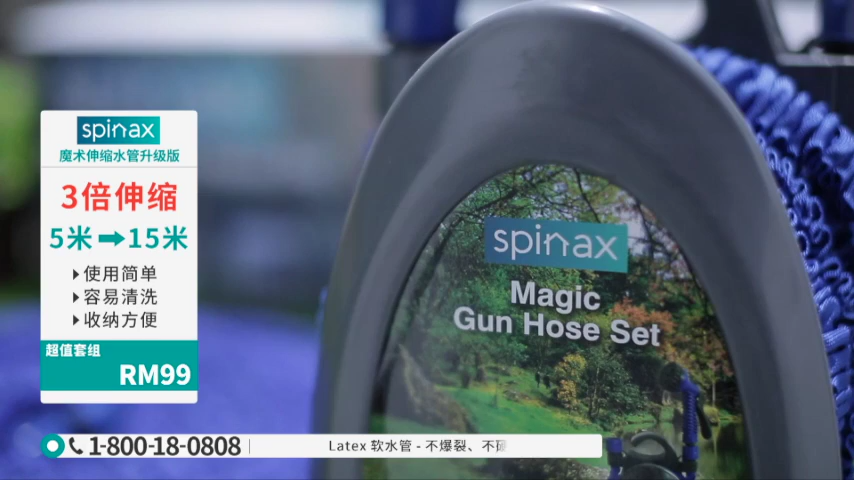 spinax
魔术伸缩水管升级版
3倍伸缩
5米➡15米
使用简单
容易清洗
收纳方便
超值套组
RM99
1-800-18-0808
Latex 软水管 - 不爆裂、不硬
spinax
Magic
Gun Hose Set